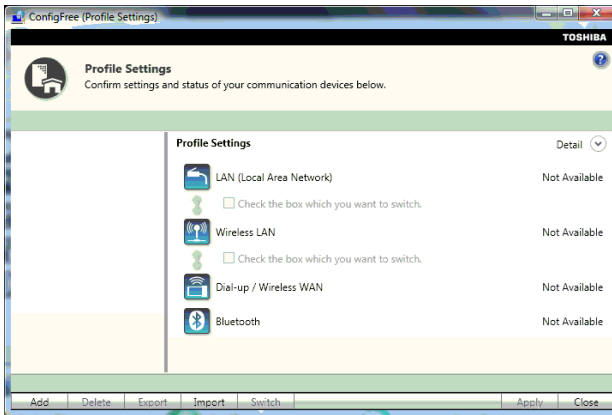 ConfigFree (Profile Settings)
TOSHIBA
Profile Settings
Confirm settings and status of your communication devices below.
Profile Settings
Detail
LAN (Local Area Network)
Not Available
Check the box which you want to switch.
Wireless LAN
Not Available
Check the box which you want to switch.
Dial-up / Wireless WAN
Not Available
Bluetooth
Not Available
Add
Delete
Export
Import
Switch
Apply
Close